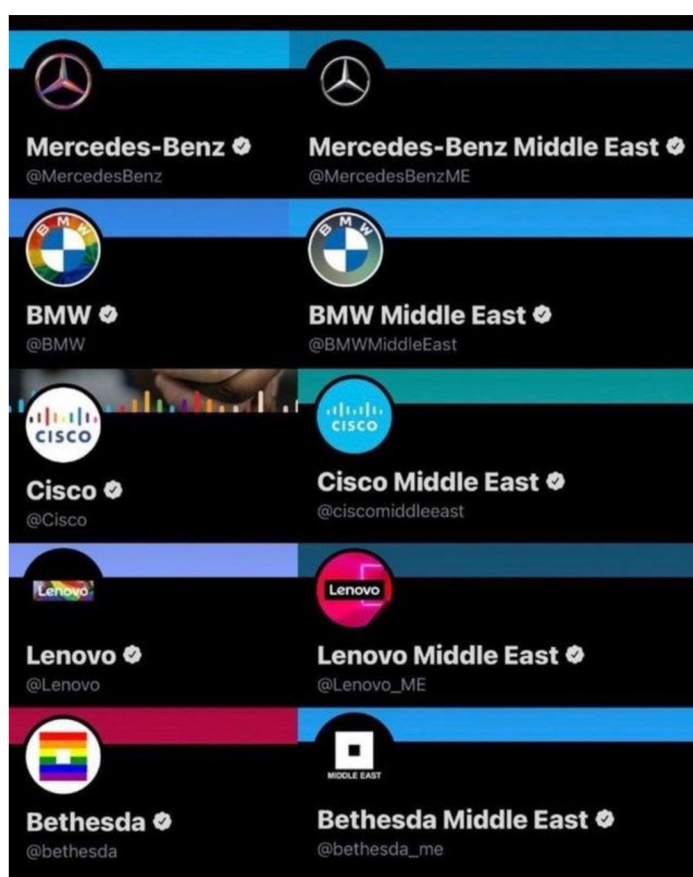 Mercedes-Benz
@MercedesBenz
Mercedes-Benz Middle East
@MercedesBenzME
BMW
BMW
@BMW
BMW
BMW Middle East
@BMWMiddleEast
CISCO
Cisco
@Cisco
CISCO
Cisco Middle East
@ciscomiddleeast
Lenovo
Lenovo
@Lenovo
Lenovo
Lenovo Middle East
@Lenovo_ME
Bethesda
@bethesda
MIDDLE EAST
Bethesda Middle East
@bethesda_me